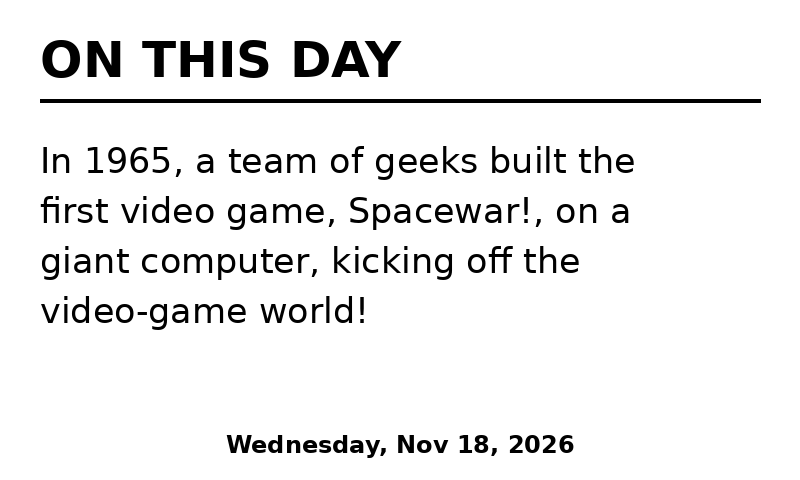 ON THIS DAY
In 1965, a team of geeks built the
first video game, Spacewar!, on a
giant computer, kicking off the
video-game world!
Wednesday, Nov 18, 2026